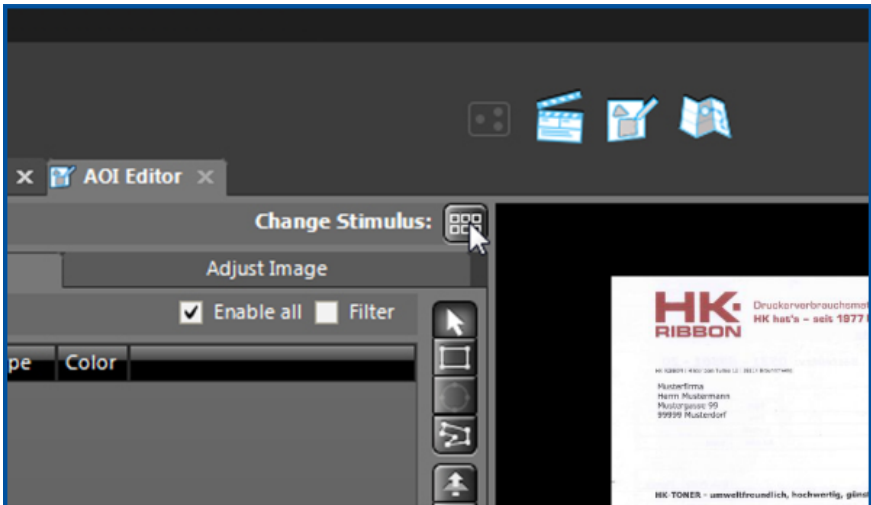 AOI Editor
Change Stimulus:
Adjust Image
Enable all
Filter
pe
Color
HK
RIBBON
Druckerverbrauchsmat
HK hat's – seit 1977
Musterfirma
Herrn Mustermann
Mustergasse 99
99999 Musterdorf
HK-TONER - umweltfreundlich, hochwertig, günst